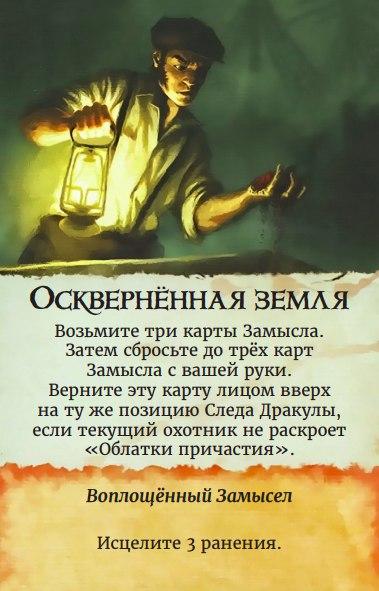 Осквернённая земля
Возьмите три карты Замысла.
Затем сбросьте до трёх карт
Замысла с вашей руки.
Верните эту карту лицом вверх
на ту же позицию Следа Дракулы,
если текущий охотник не раскроет
«Облатки причастия».
Воплощённый Замысел
Исцелите 3 ранения.